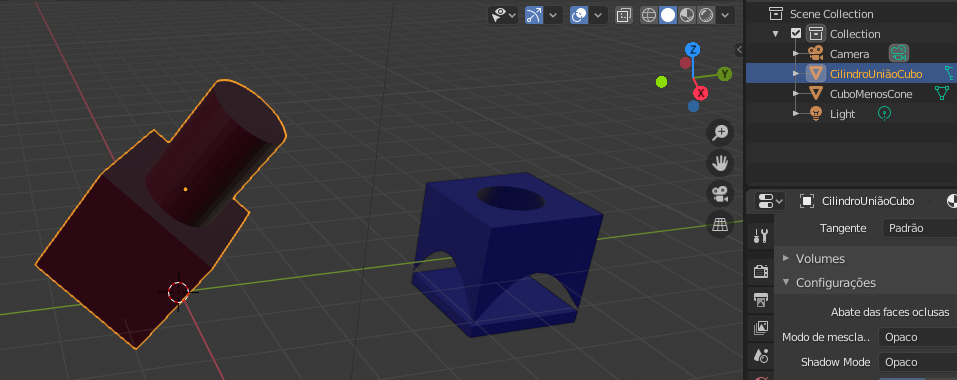 Scene Collection
Collection
Camera
CilindroUniãoCubo
CuboMenosCone
Light
Z
Y
X
CilindroUniãoCubo
Tangente
Padrão
Volumes
Configurações
Abate das faces oclusas
Modo de mescla..
Opaco
Shadow Mode
Opaco